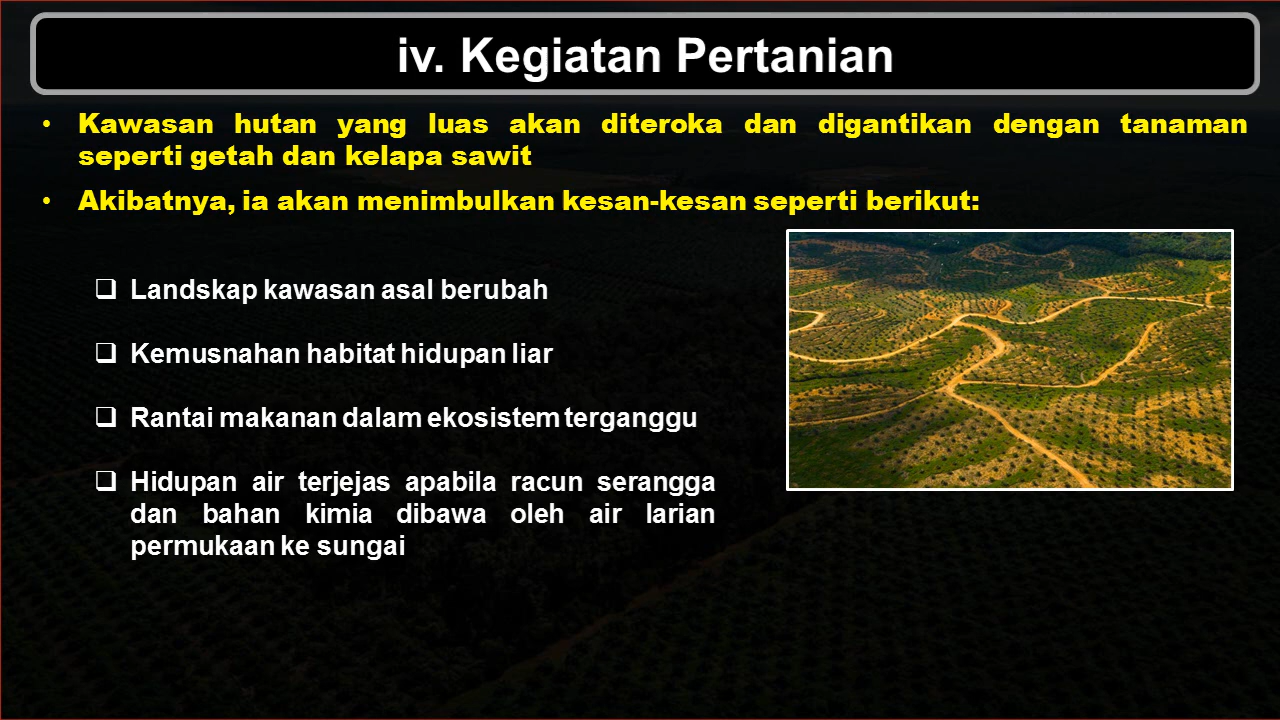 iv. Kegiatan Pertanian
• Kawasan hutan yang luas akan diteroka dan digantikan dengan tanaman
seperti getah dan kelapa sawit
• Akibatnya, ia akan menimbulkan kesan-kesan seperti berikut:
❑ Landskap kawasan asal berubah
❑ Kemusnahan habitat hidupan liar
❑ Rantai makanan dalam ekosistem terganggu
❑ Hidupan air terjejas apabila racun serangga
dan bahan kimia dibawa oleh air larian
permukaan ke sungai